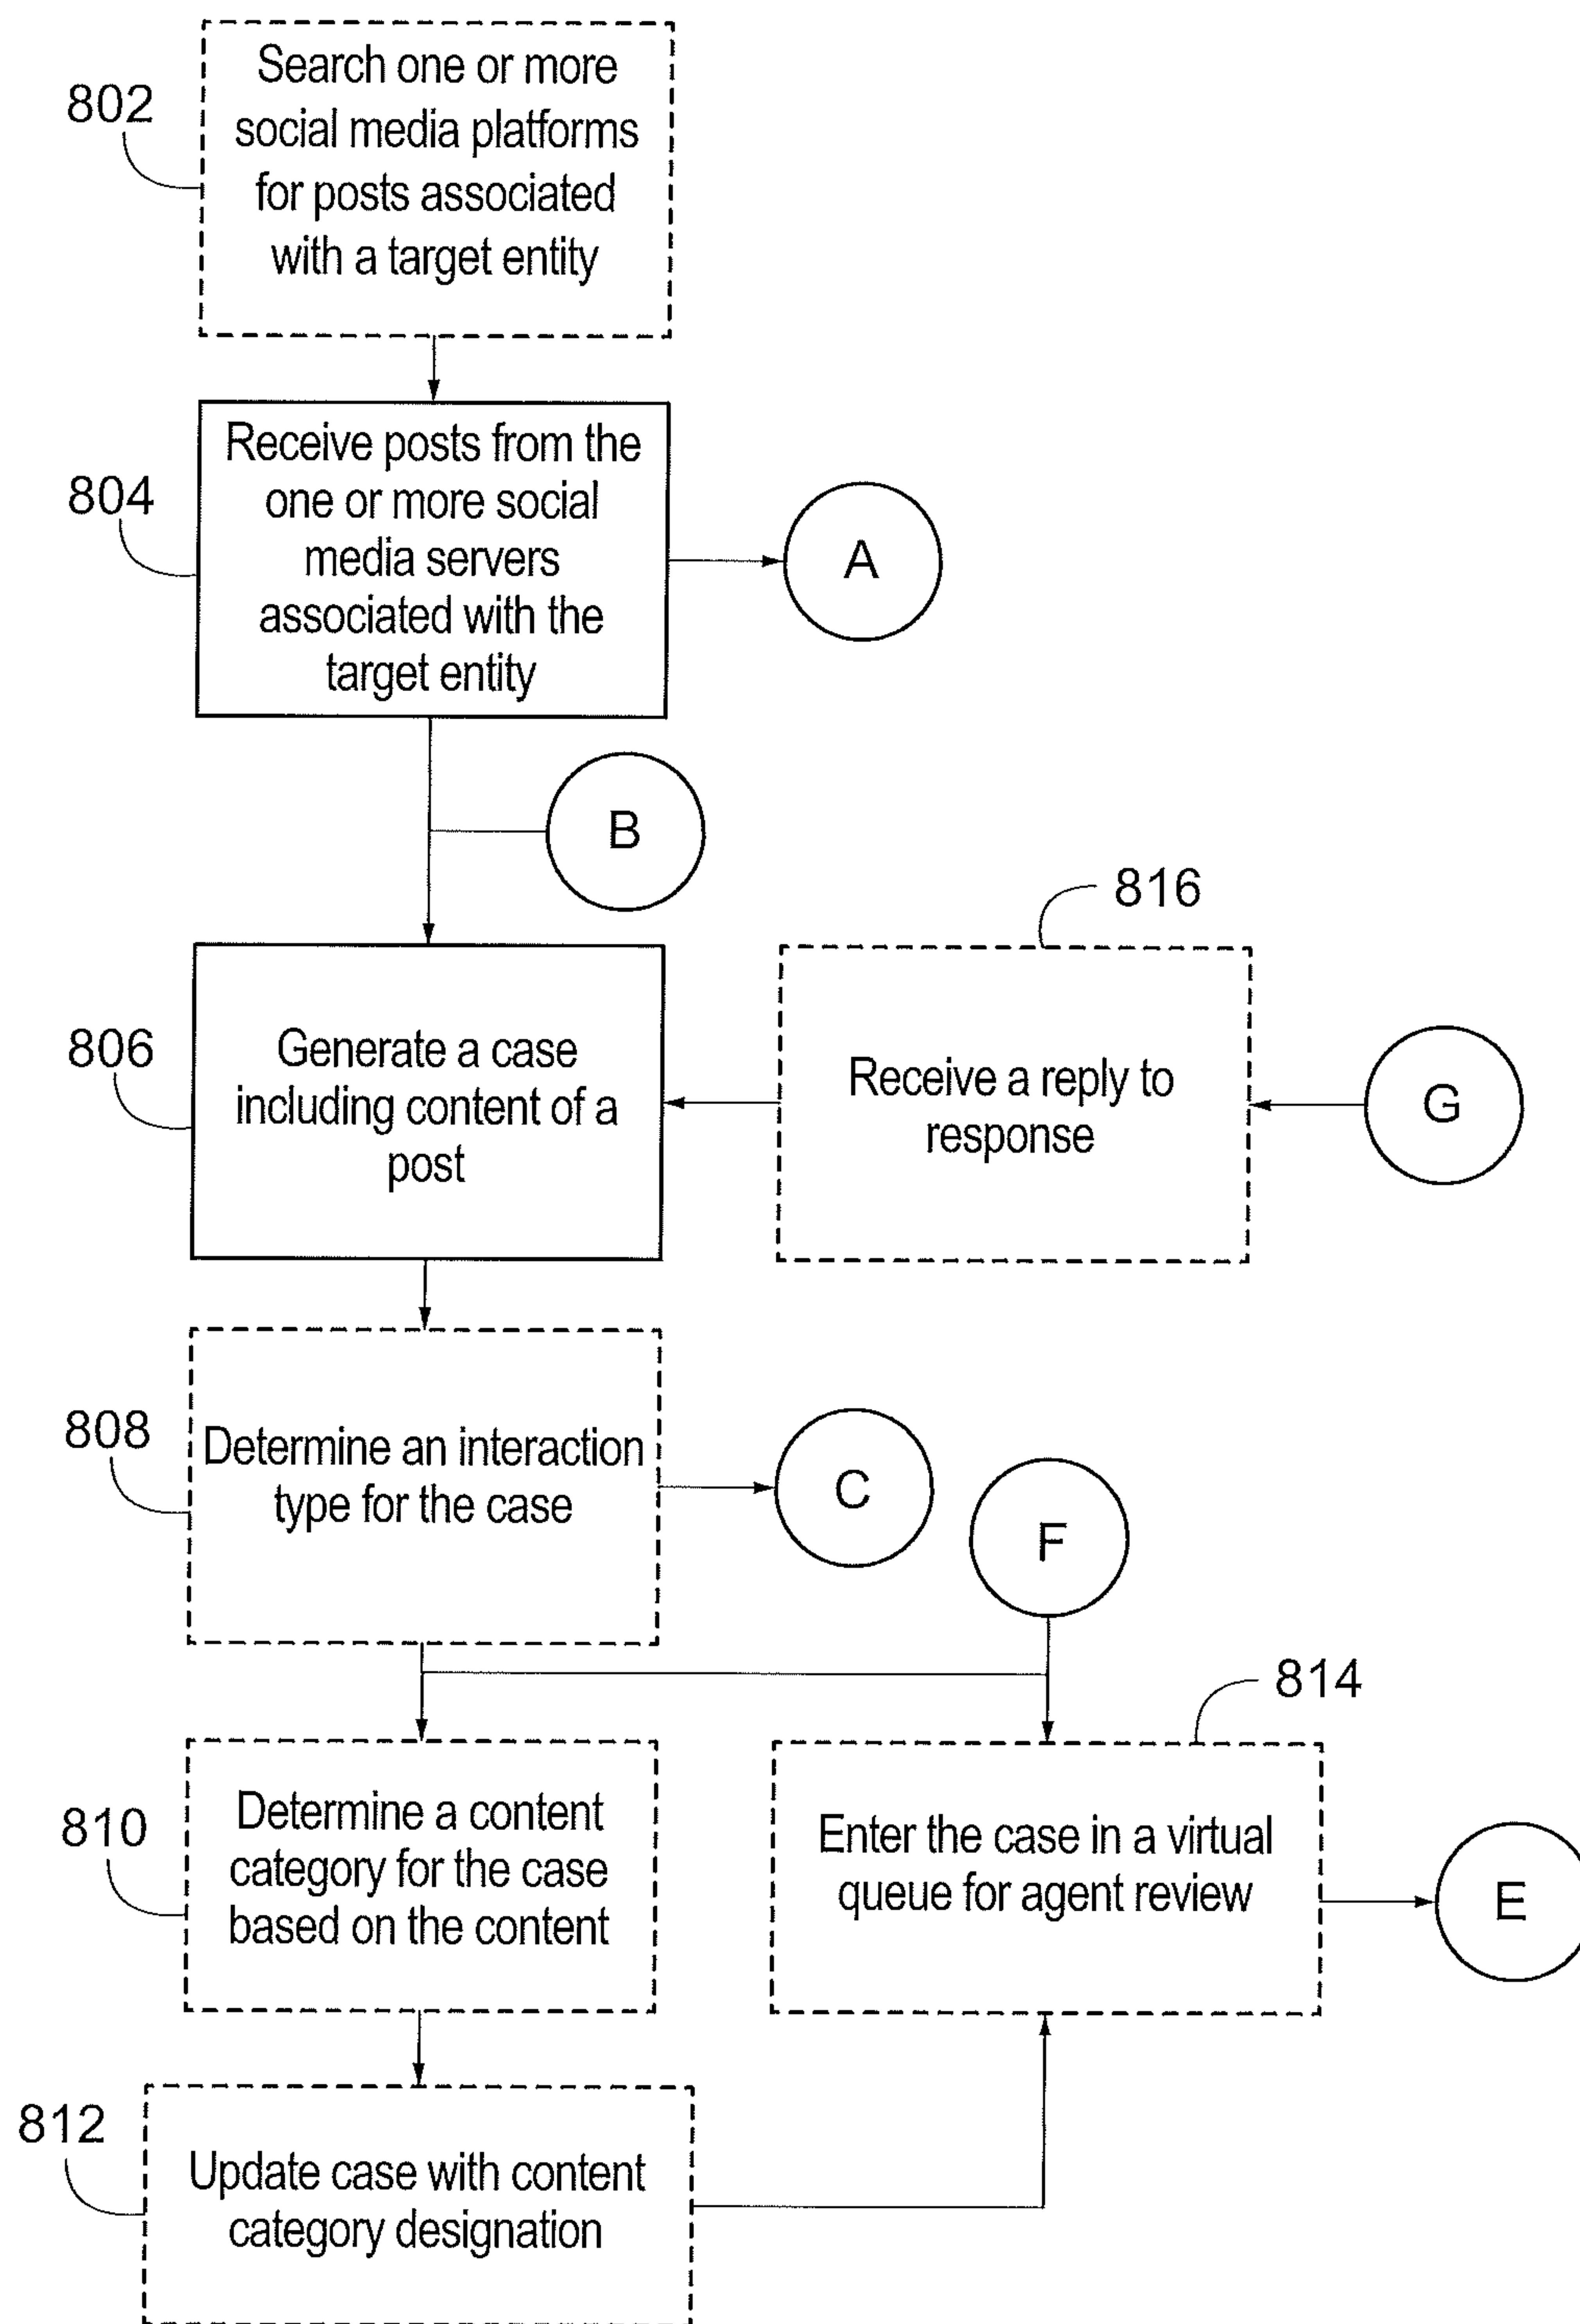 802
Search one or more
social media platforms
for posts associated
with a target entity
804
Receive posts from the
one or more social
media servers
associated with the
target entity
A
B
816
806
Generate a case
including content of a
post
Receive a reply to
response
G
808
Determine an interaction
type for the case
C
F
814
810
Determine a content
category for the case
based on the content
Enter the case in a virtual
queue for agent review
E
812
Update case with content
category designation